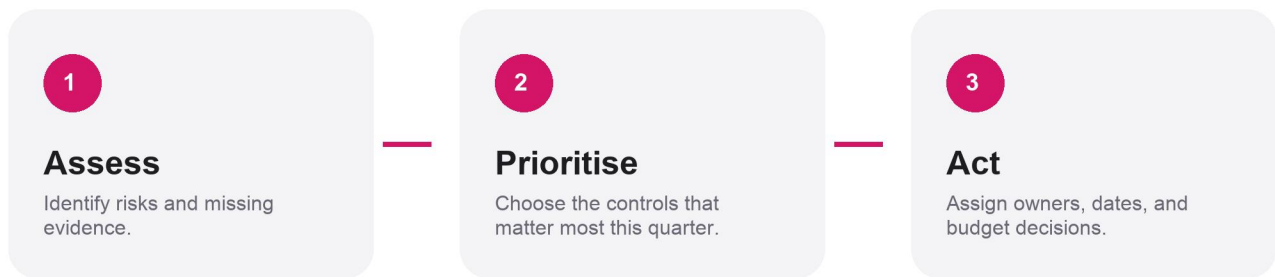 1
Assess
Identify risks and missing
evidence.
2
Prioritise
Choose the controls that
matter most this quarter.
3
Act
Assign owners, dates, and
budget decisions.